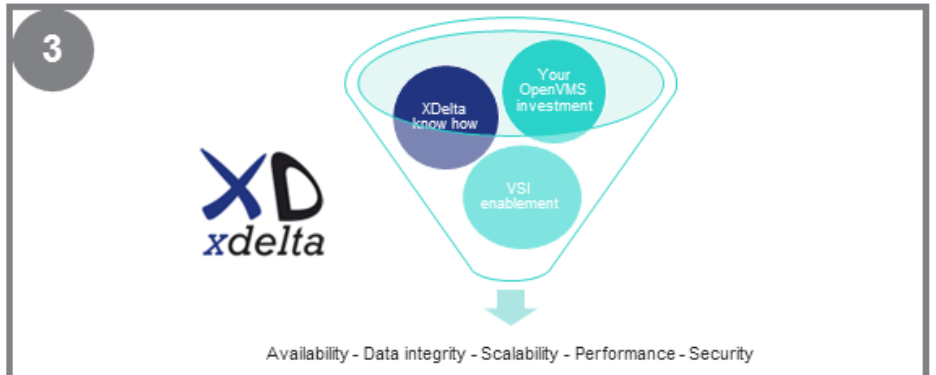 3
XDelta
know how
Your
OpenVMS
investment
VSI
enablement
XD
xdelta
Availability - Data integrity - Scalability - Performance - Security